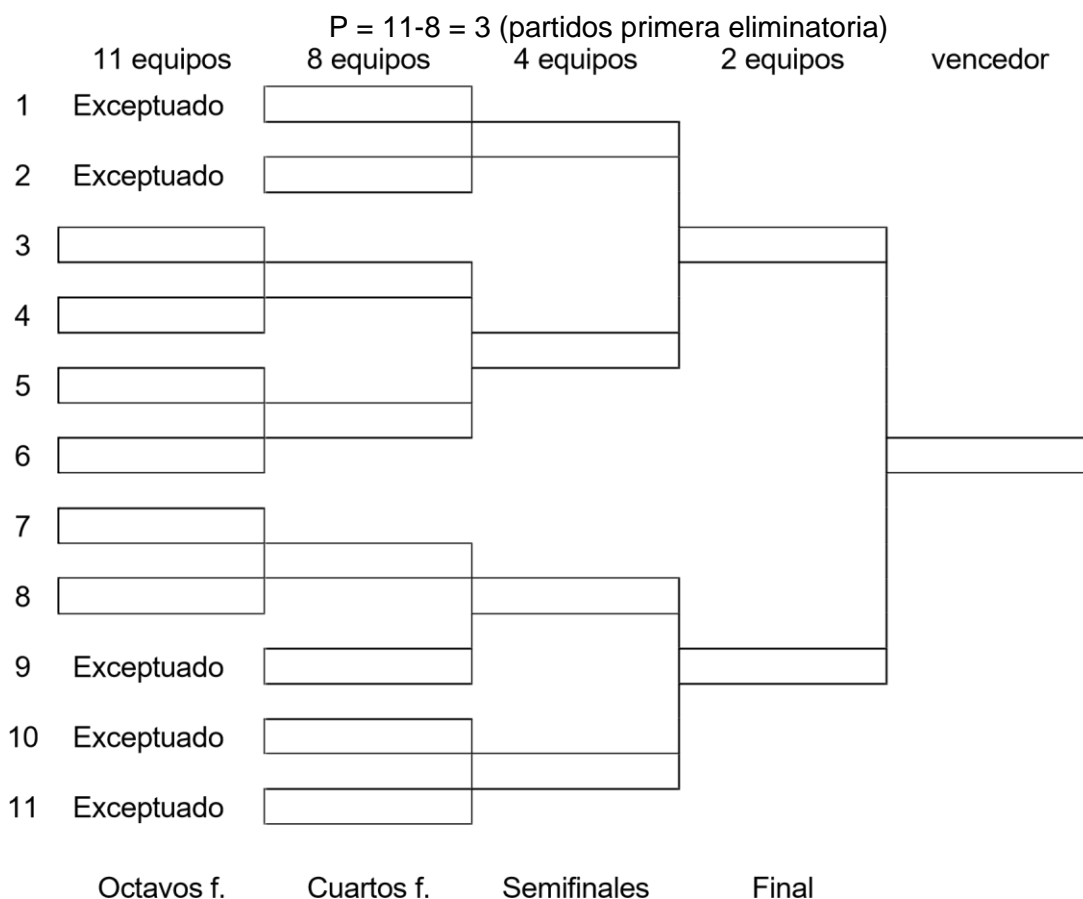 P = 11-8 = 3 (partidos primera eliminatoria)
11 equipos 8 equipos 4 equipos 2 equipos vencedor
1 Exceptuado
2 Exceptuado
3
4
5
6
7
8
9 Exceptuado
10 Exceptuado
11 Exceptuado
Octavos f. Cuartos f. Semifinales Final